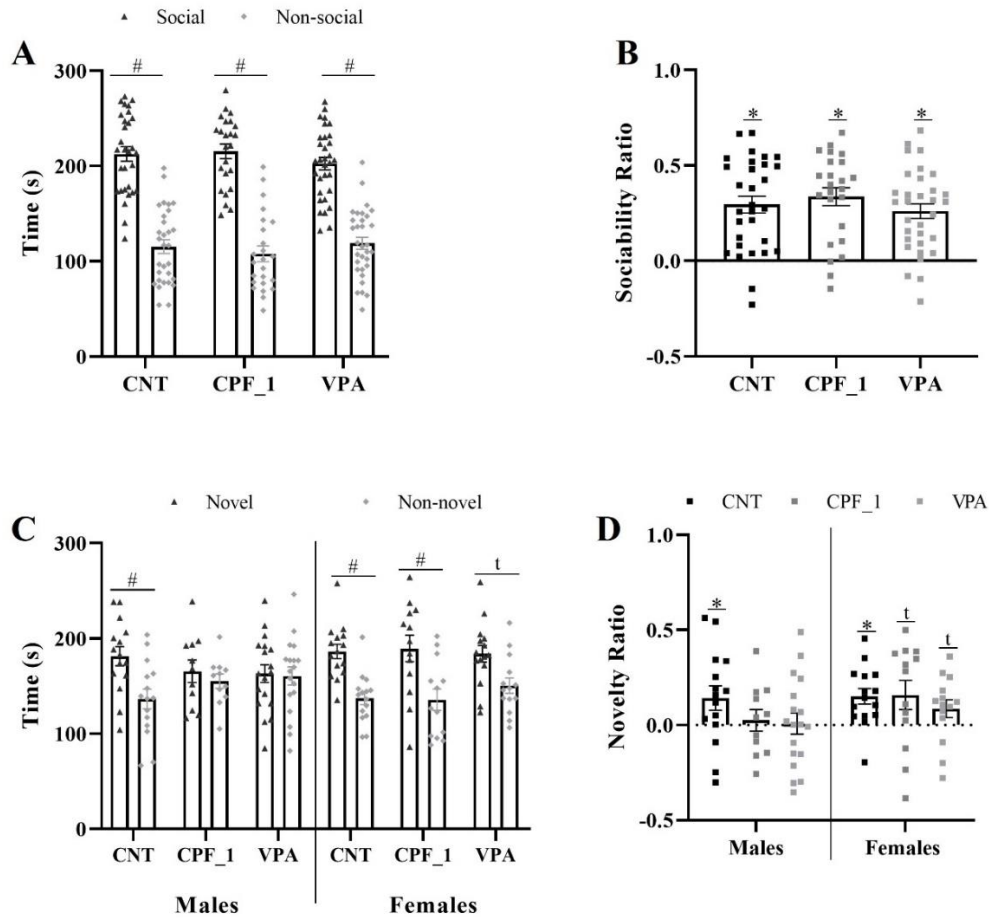 Social Non-social
A
# # #
300
200
100
0
Time (s)
CNT CPF_1 VPA
B
* * *
1.0
0.5
0.0
-0.5
Sociability Ratio
CNT CPF_1 VPA
Novel Non-novel
C
# # # t
300
200
100
0
Time (s)
CNT CPF_1 VPA CNT CPF_1 VPA
Males Females
CNT CPF_1 VPA
D
* * t t
1.0
0.5
0.0
-0.5
Novelty Ratio
Males Females